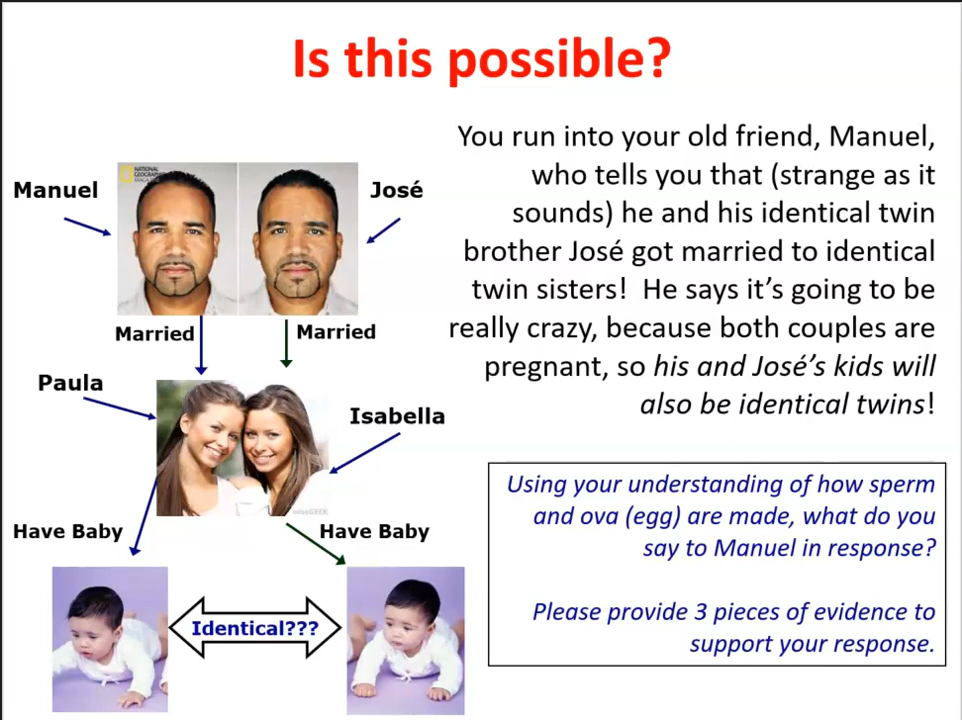 Is this possible?
You run into your old friend, Manuel,
who tells you that (strange as it
sounds) he and his identical twin
brother José got married to identical
twin sisters!  He says it’s going to be
really crazy, because both couples are
pregnant, so his and José’s kids will
also be identical twins!
Manuel
José
NATIONAL
GEOGRAPHIC
MAGAZINE
Married
Married
Paula
Isabella
wiseGEEK
Have Baby
Have Baby
Identical???
Using your understanding of how sperm
and ova (egg) are made, what do you
say to Manuel in response?
Please provide 3 pieces of evidence to
support your response.